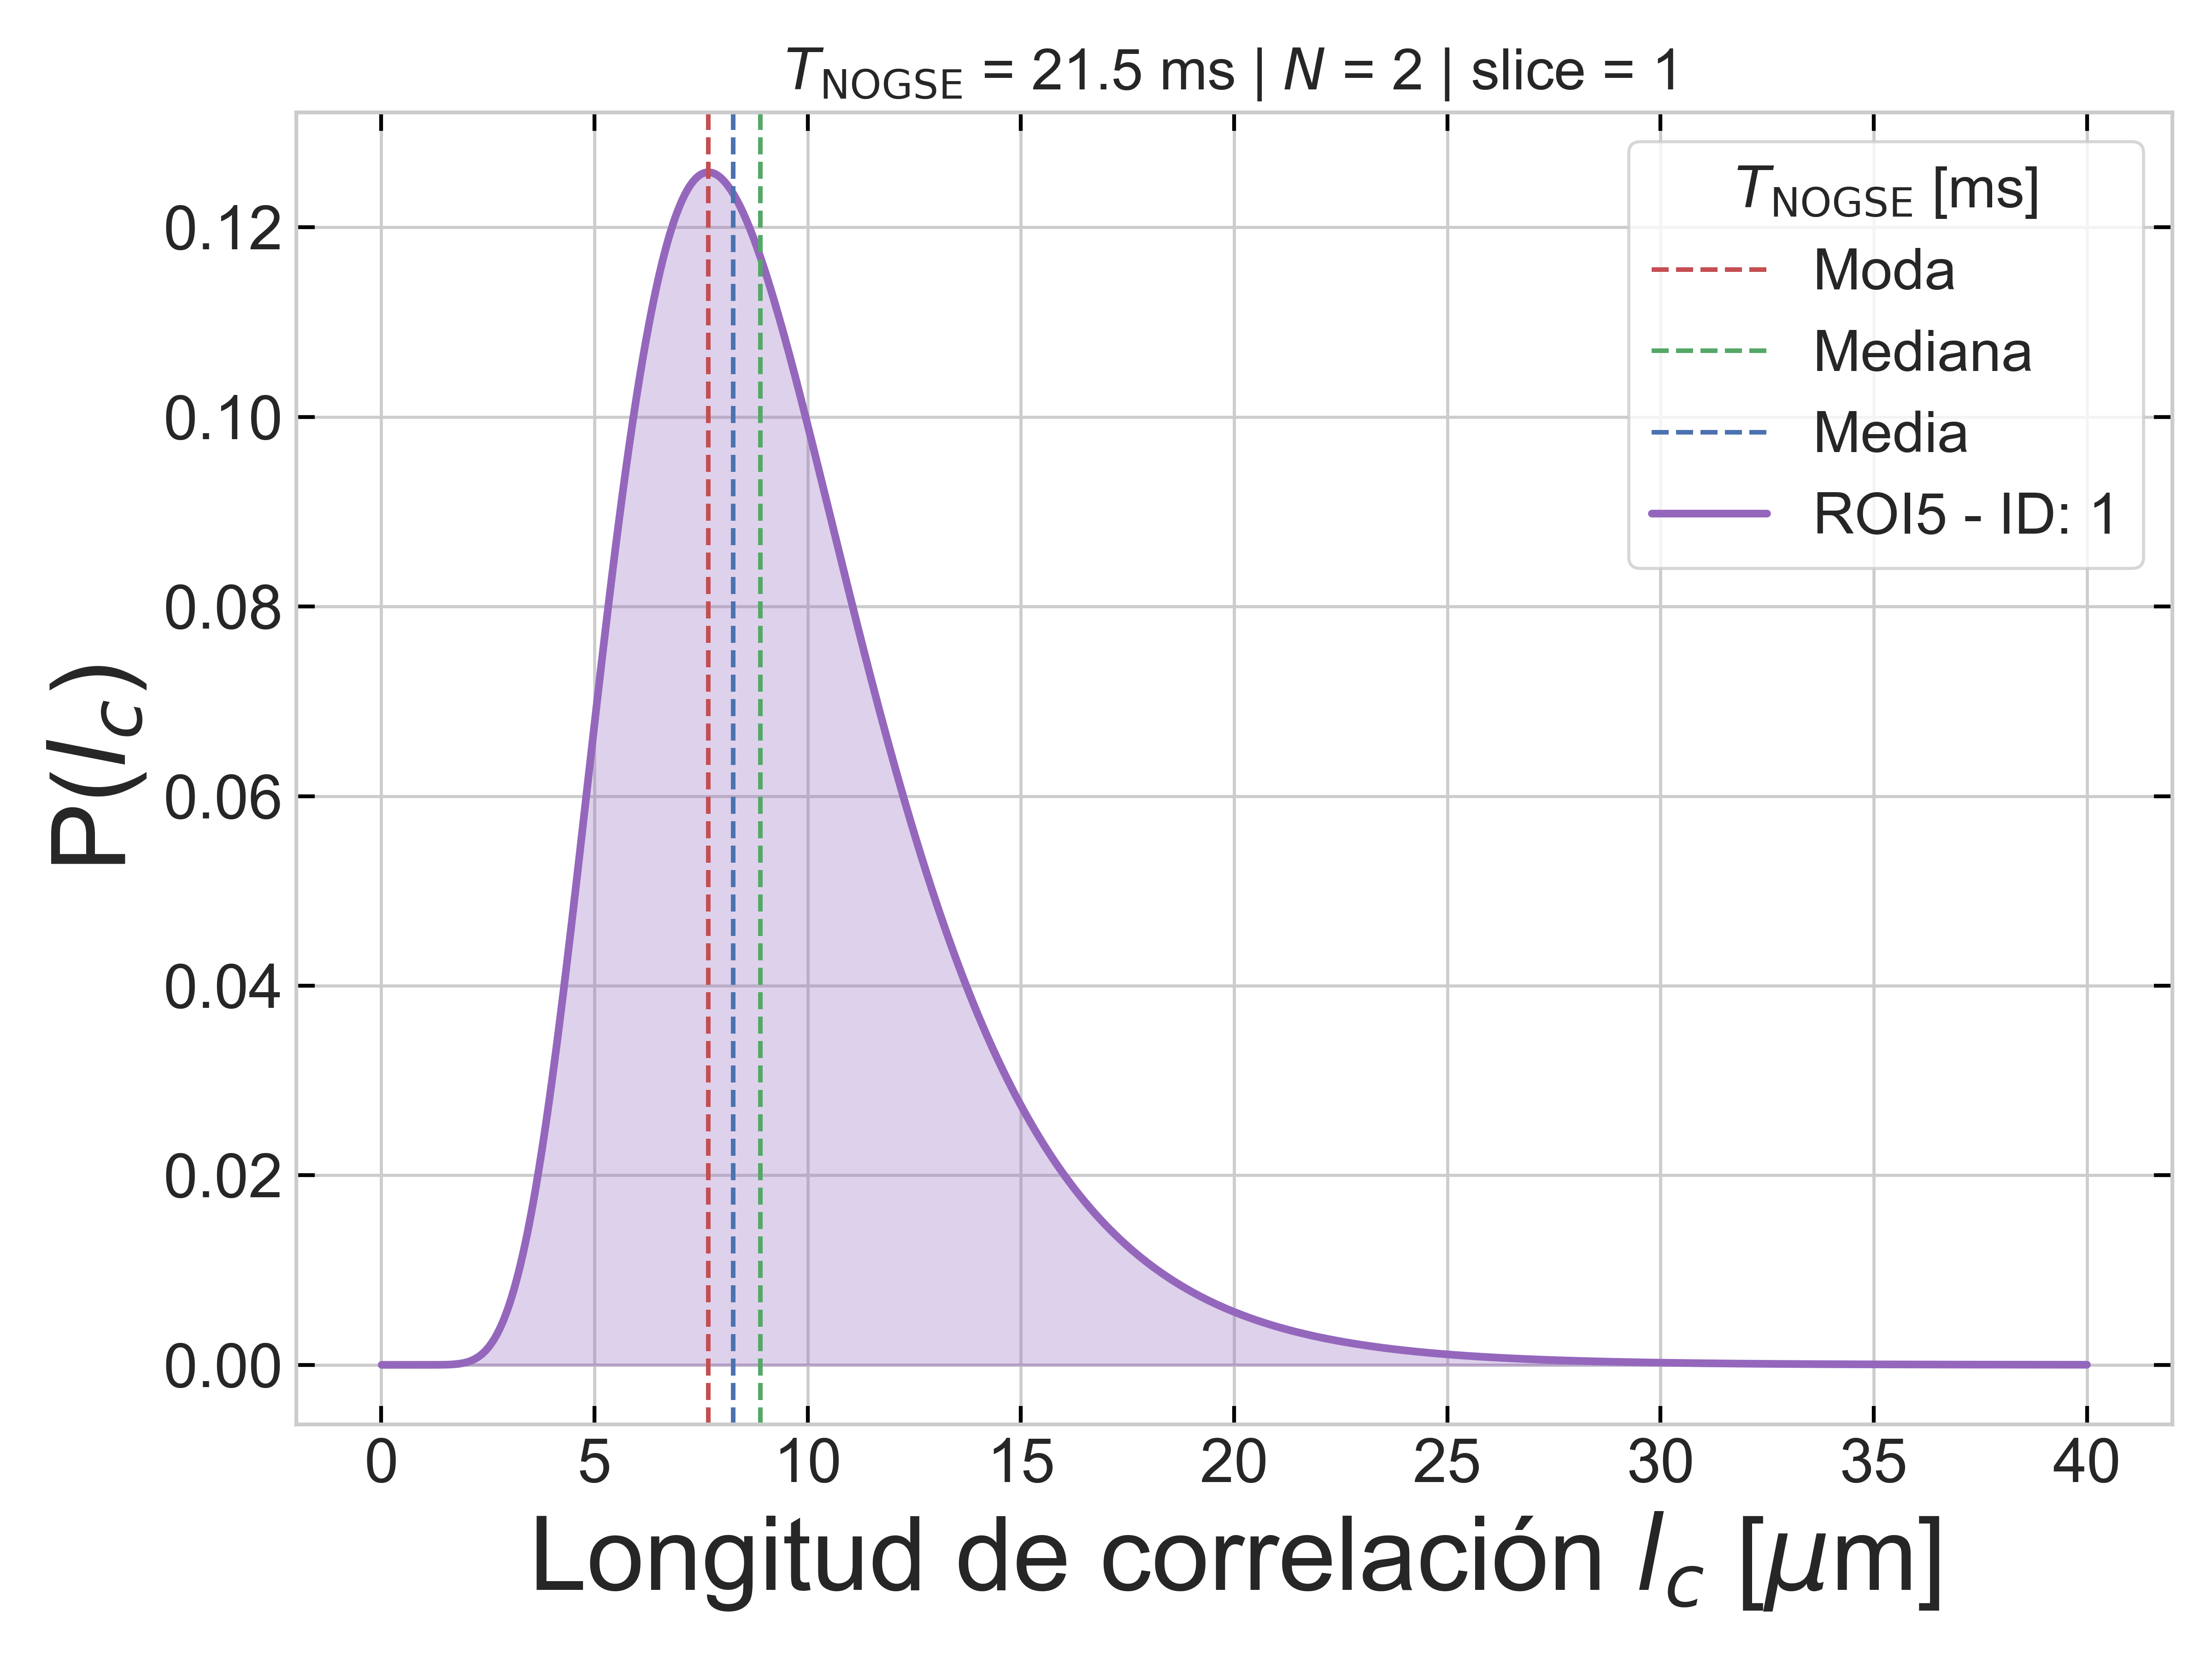 T_NOGSE = 21.5 ms | N = 2 | slice = 1
T_NOGSE [ms]
Moda
Mediana
Media
ROI5 - ID: 1
P(l_c)
0.12
0.10
0.08
0.06
0.04
0.02
0.00
0 5 10 15 20 25 30 35 40
Longitud de correlación l_c [μm]